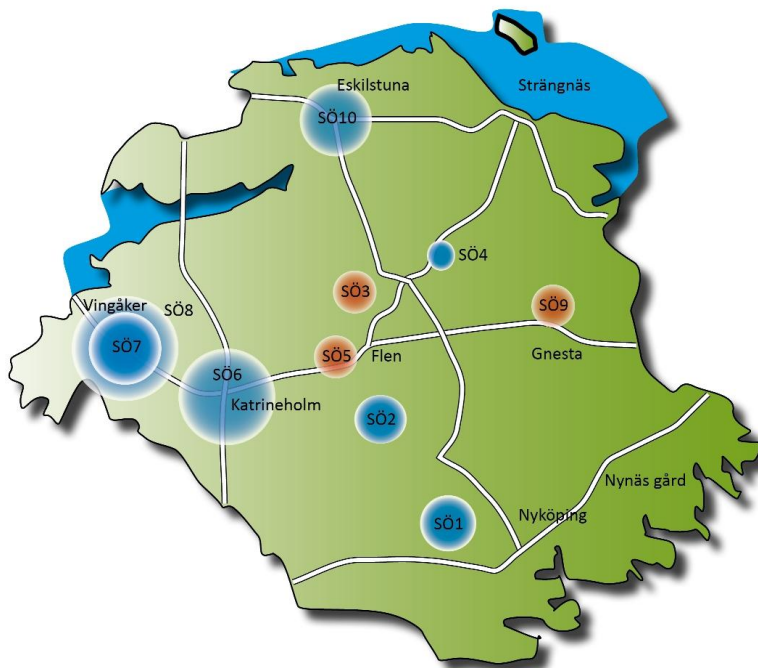 Eskilstuna
Strängnäs
SÖ10
SÖ4
SÖ3
SÖ9
Vingåker
SÖ8
SÖ7
SÖ5
Flen
Gnesta
SÖ6
Katrineholm
SÖ2
Nynäs gård
SÖ1
Nyköping